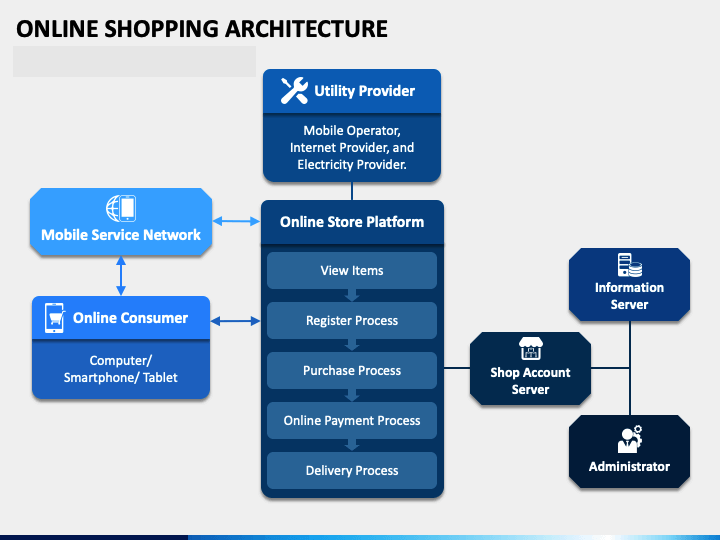 ONLINE SHOPPING ARCHITECTURE
Utility Provider
Mobile Operator,
Internet Provider, and
Electricity Provider.
Mobile Service Network
Online Consumer
Computer/
Smartphone/ Tablet
Online Store Platform
View Items
Register Process
Purchase Process
Online Payment Process
Delivery Process
Shop Account
Server
Information
Server
Administrator